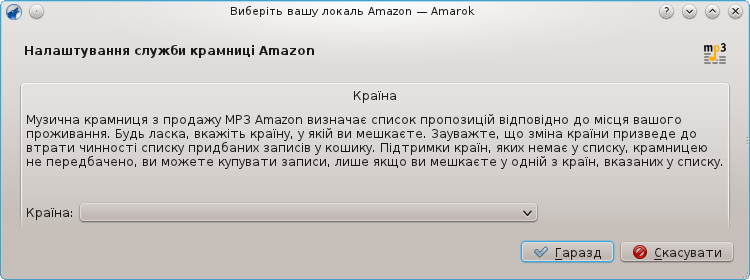 Виберіть вашу локаль Amazon — Amarok
Налаштування служби крамниці Amazon
mp3
Країна
Музична крамниця з продажу MP3 Amazon визначає список пропозицій відповідно до місця вашого
проживання. Будь ласка, вкажіть країну, у якій ви мешкаєте. Зауважте, що зміна країни призведе до
втрати чинності списку придбаних записів у кошику. Підтримки країн, яких немає у списку, крамницею
не передбачено, ви можете купувати записи, лише якщо ви мешкаєте у одній з країн, вказаних у списку.
Країна:
Гаразд
Скасувати